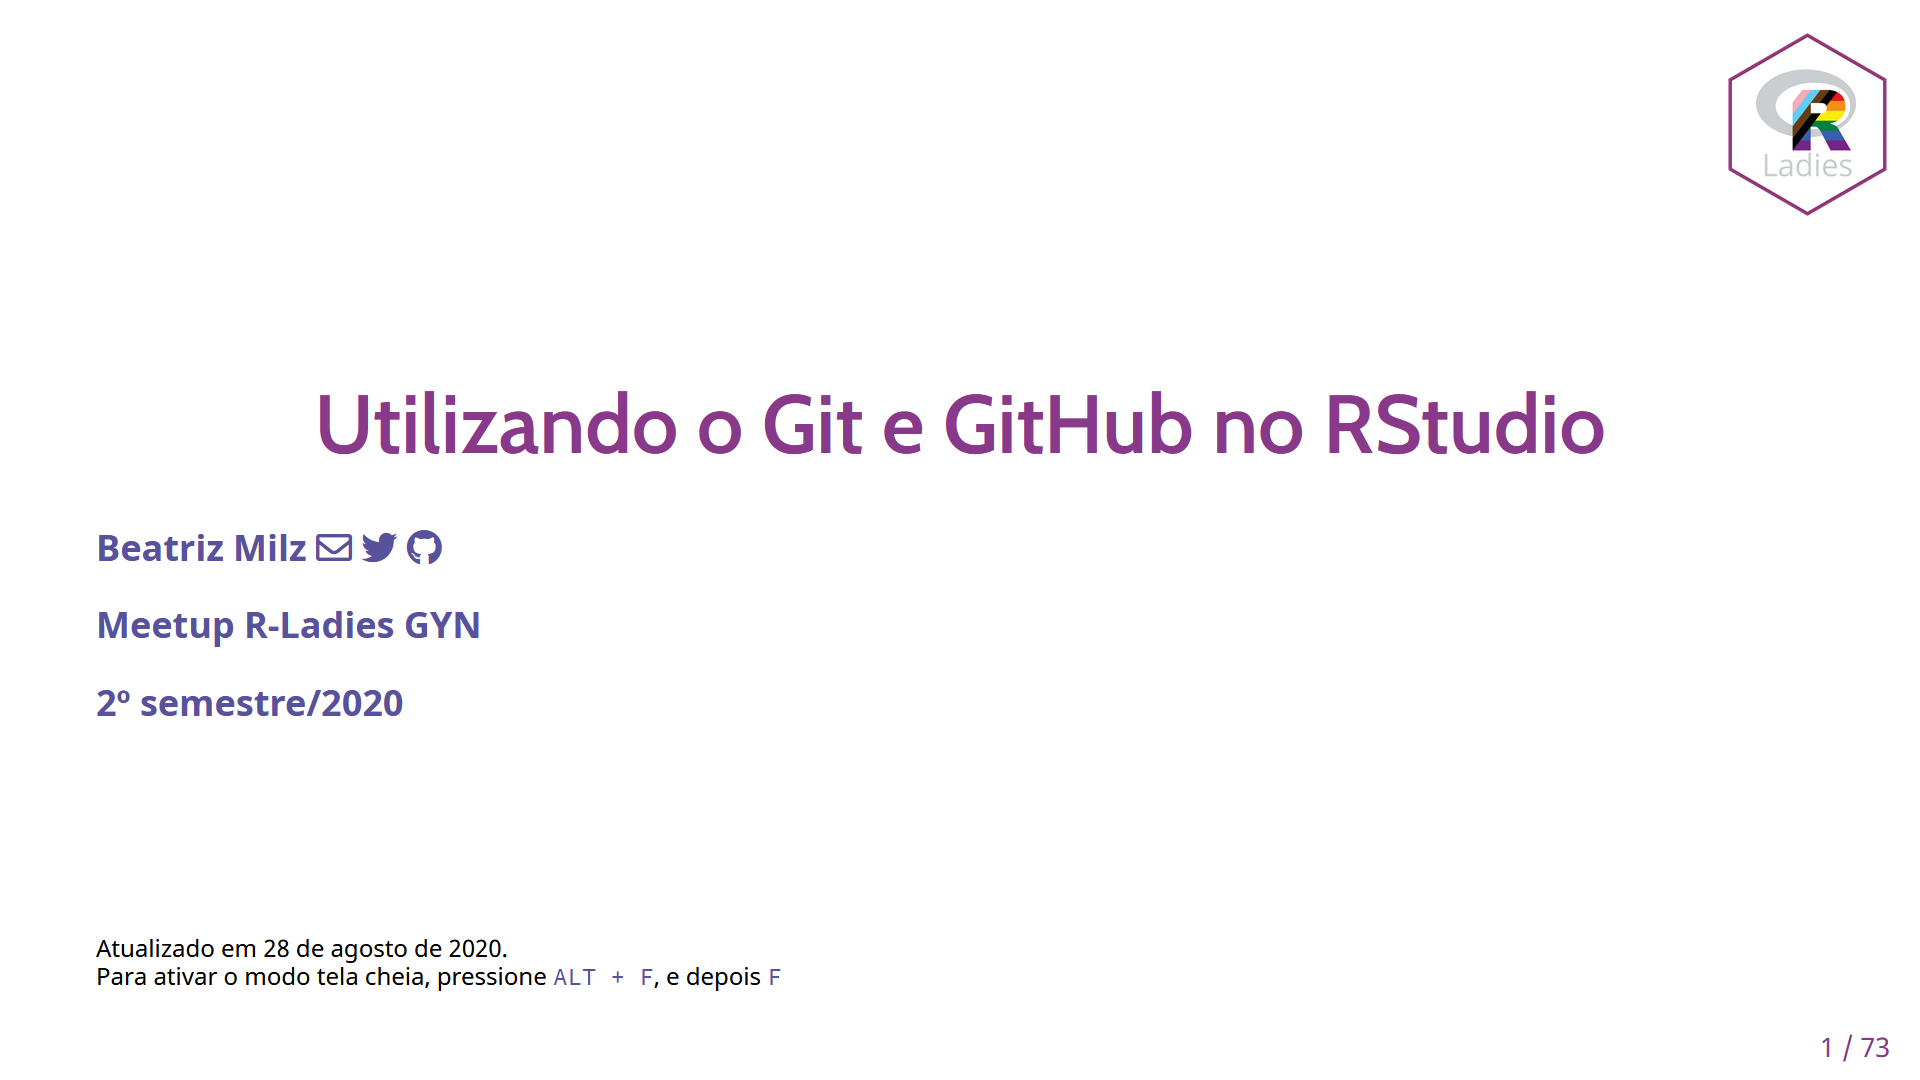 R
Ladies
Utilizando o Git e GitHub no RStudio
Beatriz Milz
Meetup R-Ladies GYN
2º semestre/2020
Atualizado em 28 de agosto de 2020.
Para ativar o modo tela cheia, pressione ALT + F, e depois F
1 / 73